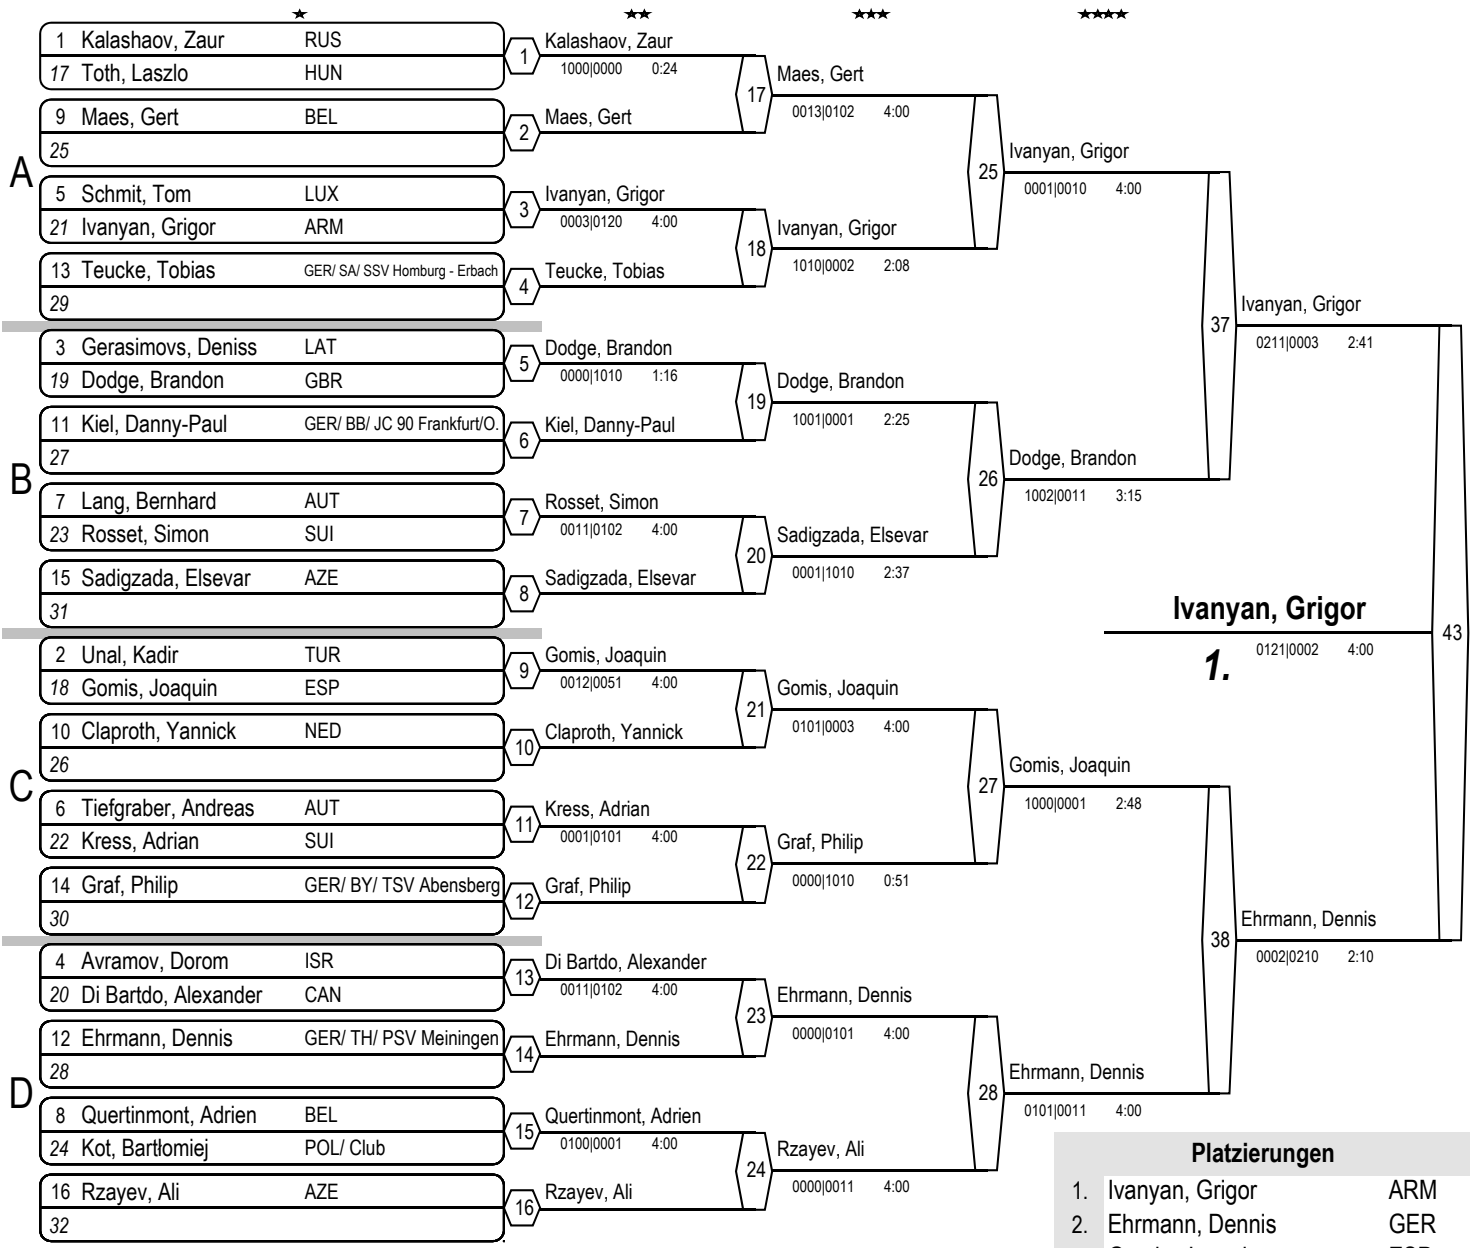 1 Kalashaov, Zaur RUS
17 Toth, Laszlo HUN
9 Maes, Gert BEL
25
A
5 Schmit, Tom LUX
21 Ivanyan, Grigor ARM
13 Teucke, Tobias GER/ SA/ SSV Homburg - Erbach
29
3 Gerasimovs, Deniss LAT
19 Dodge, Brandon GBR
11 Kiel, Danny-Paul GER/ BB/ JC 90 Frankfurt/O.
27
B
7 Lang, Bernhard AUT
23 Rosset, Simon SUI
15 Sadigzada, Elsevar AZE
31
2 Unal, Kadir TUR
18 Gomis, Joaquin ESP
10 Claproth, Yannick NED
26
C
6 Tiefgraber, Andreas AUT
22 Kress, Adrian SUI
14 Graf, Philip GER/ BY/ TSV Abensberg
30
4 Avramov, Dorom ISR
20 Di Bartdo, Alexander CAN
12 Ehrmann, Dennis GER/ TH/ PSV Meiningen
28
D
8 Quertinmont, Adrien BEL
24 Kot, Bartłomiej POL/ Club
16 Rzayev, Ali AZE
32
1 Kalashaov, Zaur
1000|0000 0:24
2 Maes, Gert
3 Ivanyan, Grigor
0003|0120 4:00
4 Teucke, Tobias
5 Dodge, Brandon
0000|1010 1:16
6 Kiel, Danny-Paul
7 Rosset, Simon
0011|0102 4:00
8 Sadigzada, Elsevar
9 Gomis, Joaquin
0012|0051 4:00
10 Claproth, Yannick
11 Kress, Adrian
0001|0101 4:00
12 Graf, Philip
13 Di Bartdo, Alexander
0011|0102 4:00
14 Ehrmann, Dennis
15 Quertinmont, Adrien
0100|0001 4:00
16 Rzayev, Ali
17 Maes, Gert
0013|0102 4:00
18 Ivanyan, Grigor
1010|0002 2:08
19 Dodge, Brandon
1001|0001 2:25
20 Sadigzada, Elsevar
0001|1010 2:37
21 Gomis, Joaquin
0101|0003 4:00
22 Graf, Philip
0000|1010 0:51
23 Ehrmann, Dennis
0000|0101 4:00
24 Rzayev, Ali
0000|0011 4:00
25 Ivanyan, Grigor
0001|0010 4:00
26 Dodge, Brandon
1002|0011 3:15
27 Gomis, Joaquin
1000|0001 2:48
28 Ehrmann, Dennis
0101|0011 4:00
37 Ivanyan, Grigor
0211|0003 2:41
38 Ehrmann, Dennis
0002|0210 2:10
Ivanyan, Grigor
43
1. 0121|0002 4:00
Platzierungen
1. Ivanyan, Grigor ARM
2. Ehrmann, Dennis GER